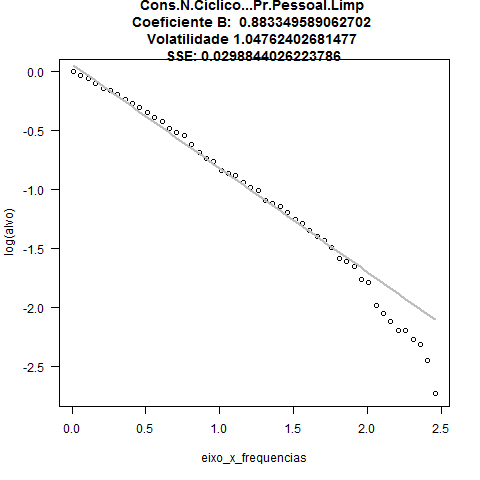 Cons.N.Ciclico...Pr.Pessoal.Limp
Coeficiente B:  0.883349589062702
Volatilidade 1.04762402681477
SSE: 0.0298844026223786
0.0
-0.5
-1.0
-1.5
-2.0
-2.5
log(alvo)
0.0 0.5 1.0 1.5 2.0 2.5
eixo_x_frequencias